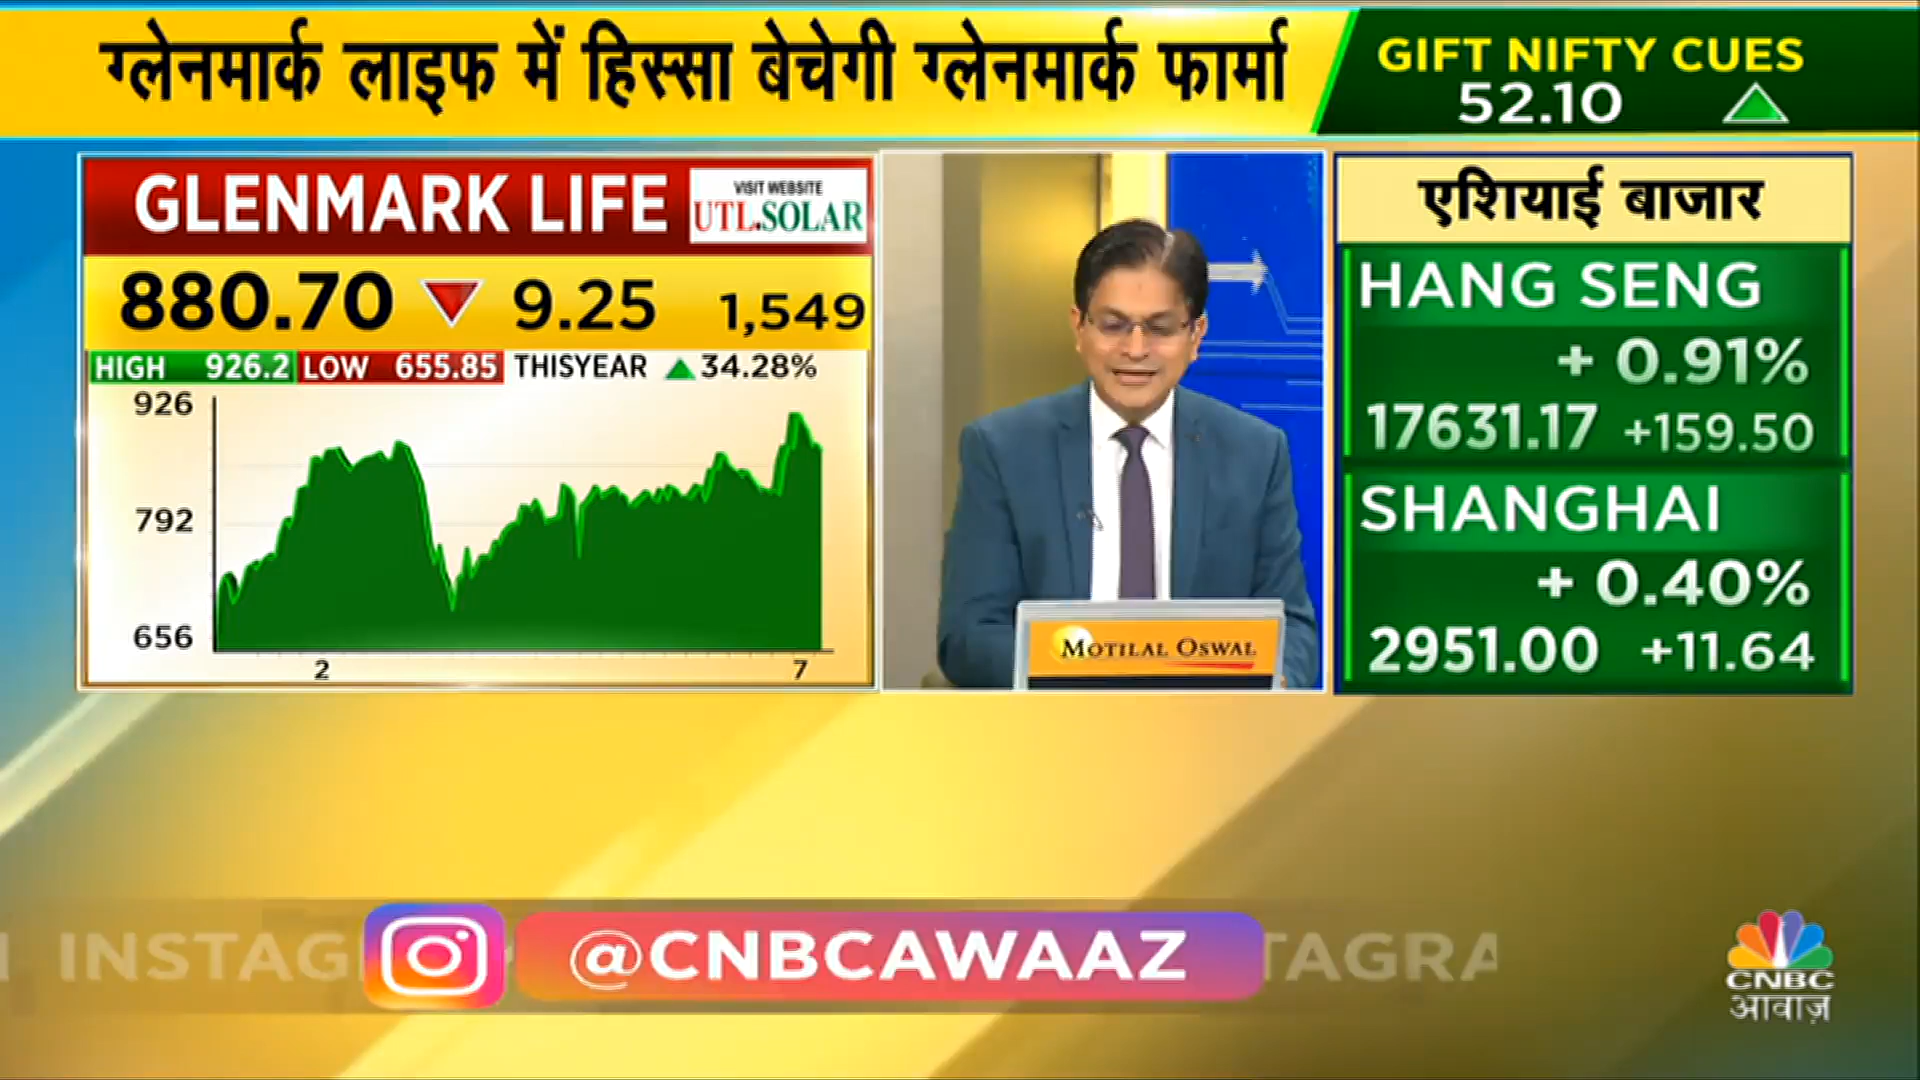 ग्लेनमार्क लाइफ में हिस्सा बेचेगी ग्लेनमार्क फार्मा
GIFT NIFTY CUES
52.10
GLENMARK LIFE
VISIT WEBSITE
UTL.SOLAR
880.70 9.25 1,549
HIGH 926.2 LOW 655.85 THISYEAR 34.28%
926
792
656
2 7
MOTILAL OSWAL
एशियाई बाजार
HANG SENG
+ 0.91%
17631.17 +159.50
SHANGHAI
+ 0.40%
2951.00 +11.64
INSTAG
@CNBCAWAAZ
TAGRA
CNBC
आवाज़